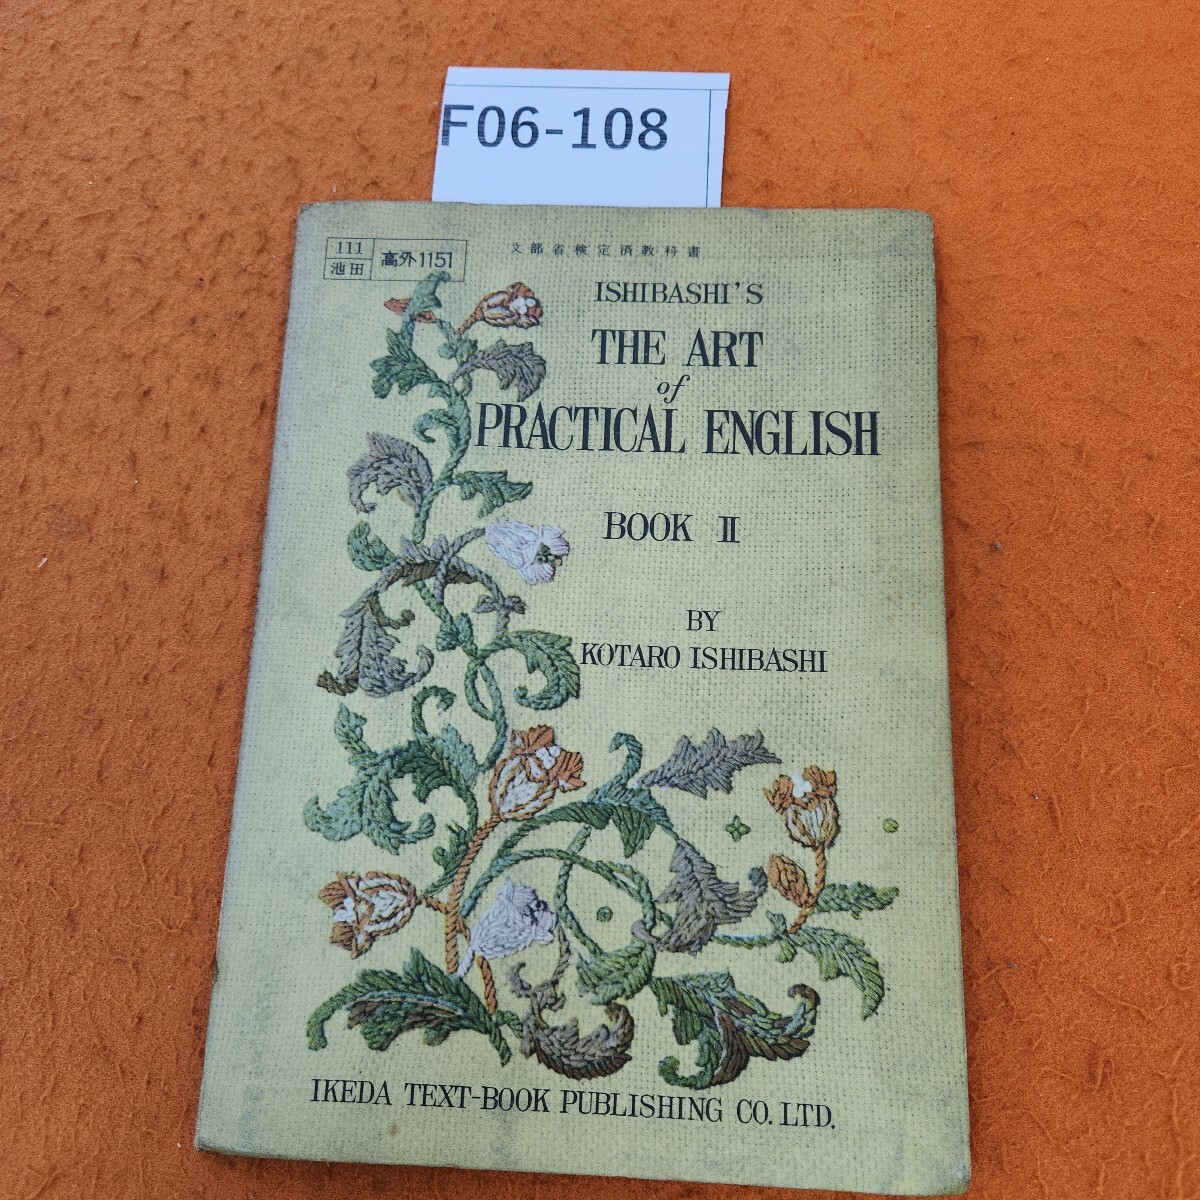 F06-108
111
池田
高外1151
文部省検定済教科書
ISHIBASHI'S
THE ART
of
PRACTICAL ENGLISH
BOOK II
BY
KOTARO ISHIBASHI
IKEDA TEXT-BOOK PUBLISHING CO. LTD.